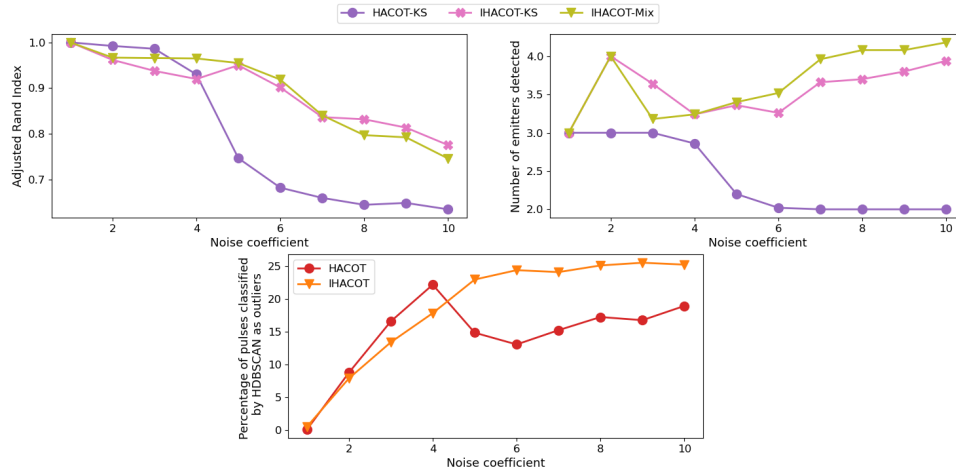 HACOT-KS IHACOT-KS IHACOT-Mix
Adjusted Rand Index
1.0
0.9
0.8
0.7
2 4 6 8 10
Noise coefficient
Number of emitters detected
4.0
3.5
3.0
2.5
2.0
2 4 6 8 10
Noise coefficient
Percentage of pulses classified
by HDBSCAN as outliers
25
20
15
10
5
0
HACOT
IHACOT
2 4 6 8 10
Noise coefficient